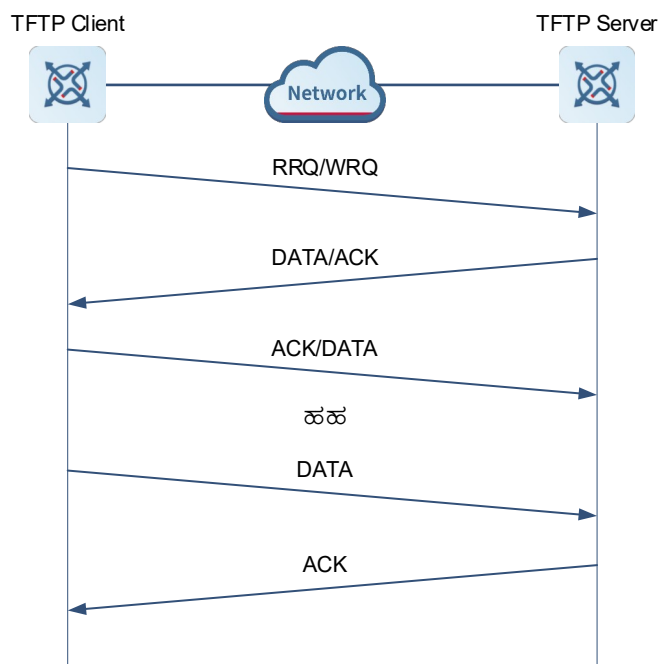 TFTP Client
TFTP Server
Network
RRQ/WRQ
DATA/ACK
ACK/DATA
ಹಹ
DATA
ACK